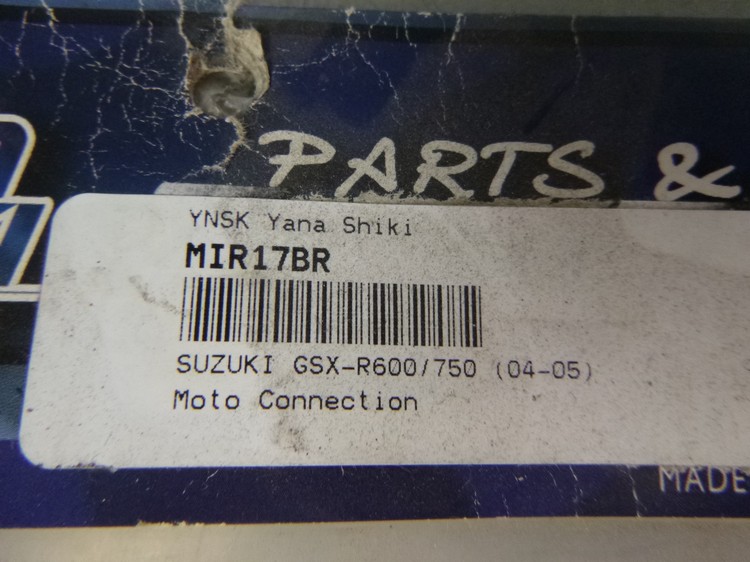 PARTS &
YNSK Yana Shiki
MIR17BR
SUZUKI GSX-R600/750 (04-05)
Moto Connection
MADE